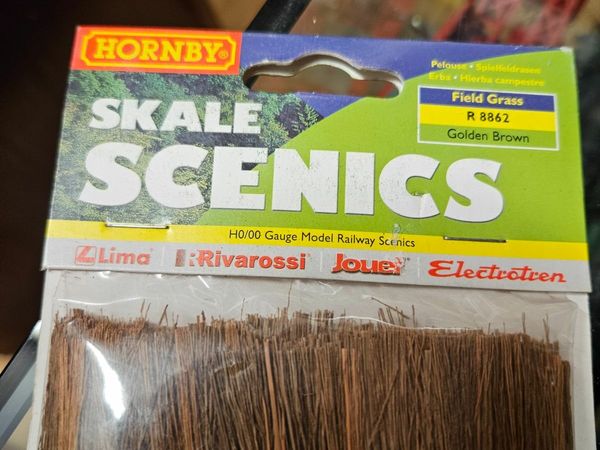 HORNBY®
Pelouse • Spielfeldrasen
Erba • Hierba campestre
SKALE
SCENICS
Field Grass
R 8862
Golden Brown
H0/00 Gauge Model Railway Scenics
Lima® Rivarossi® Jouef® Electrotren